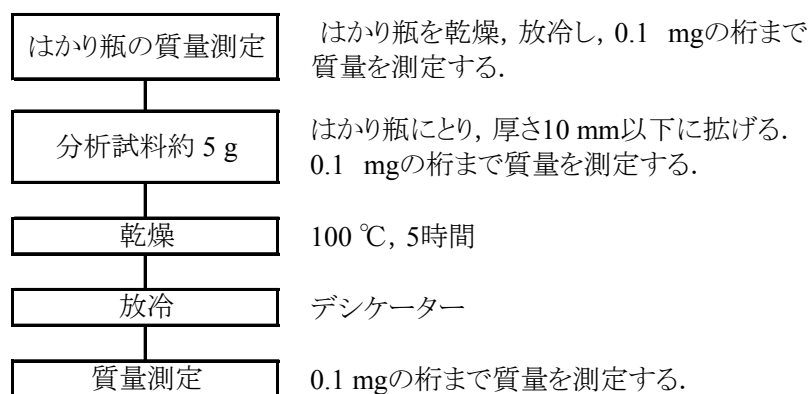 はかり瓶の質量測定
はかり瓶を乾燥, 放冷し, 0.1 mgの桁まで
質量を測定する.
分析試料約 5 g
はかり瓶にとり, 厚さ10 mm以下に拡げる.
0.1 mgの桁まで質量を測定する.
乾燥
100 ℃, 5時間
放冷
デシケーター
質量測定
0.1 mgの桁まで質量を測定する.